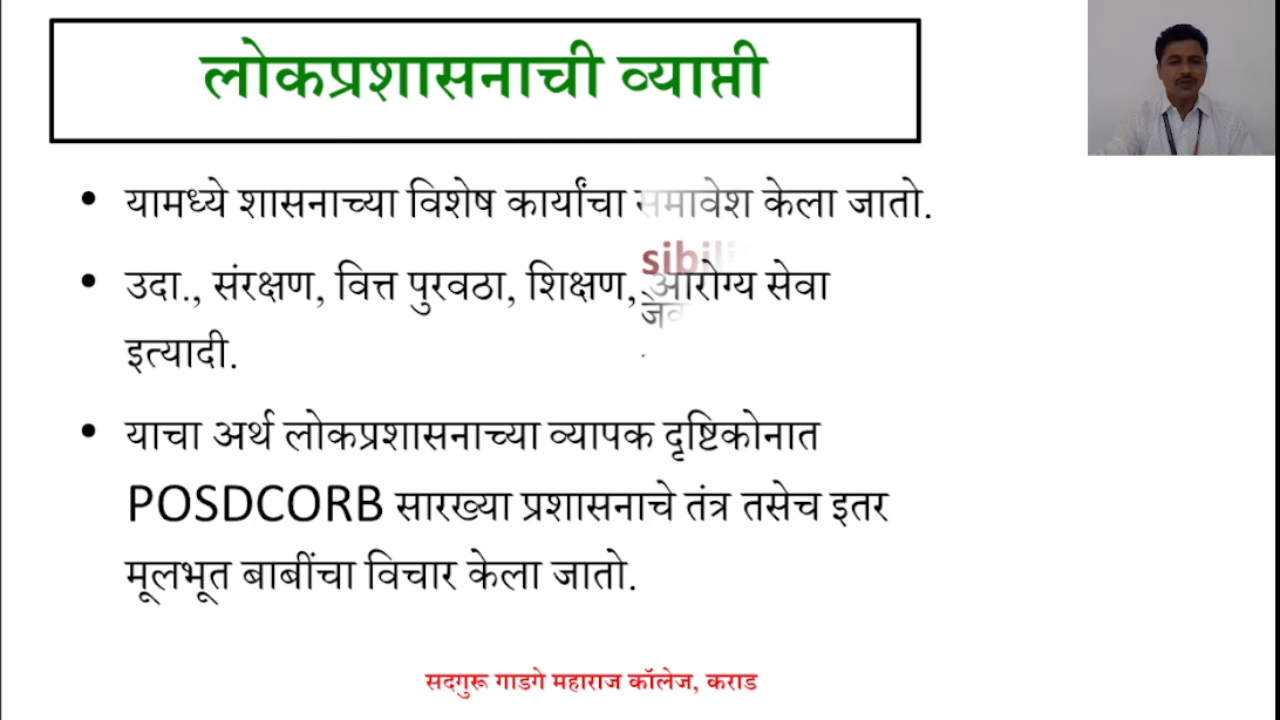 लोकप्रशासनाची व्याप्ती
• यामध्ये शासनाच्या विशेष कार्यांचा समावेश केला जातो.
• उदा., संरक्षण, वित्त पुरवठा, शिक्षण, आरोग्य सेवा
इत्यादी.
• याचा अर्थ लोकप्रशासनाच्या व्यापक दृष्टिकोनात
POSDCORB सारख्या प्रशासनाचे तंत्र तसेच इतर
मूलभूत बाबींचा विचार केला जातो.
सदगुरू गाडगे महाराज कॉलेज, कराड